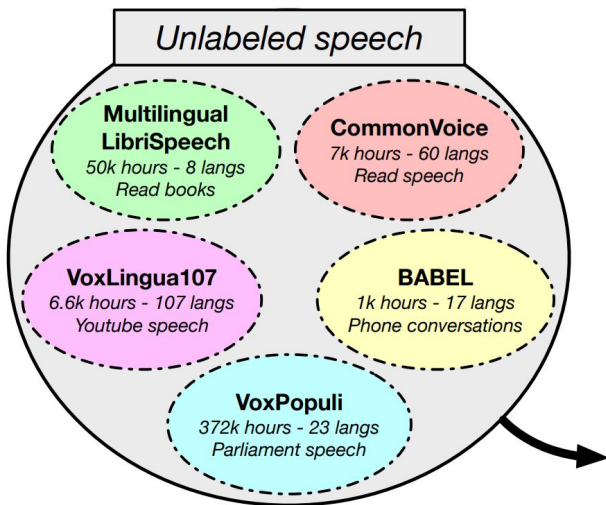 Unlabeled speech
Multilingual
LibriSpeech
50k hours - 8 langs
Read books
CommonVoice
7k hours - 60 langs
Read speech
VoxLingua107
6.6k hours - 107 langs
Youtube speech
BABEL
1k hours - 17 langs
Phone conversations
VoxPopuli
372k hours - 23 langs
Parliament speech